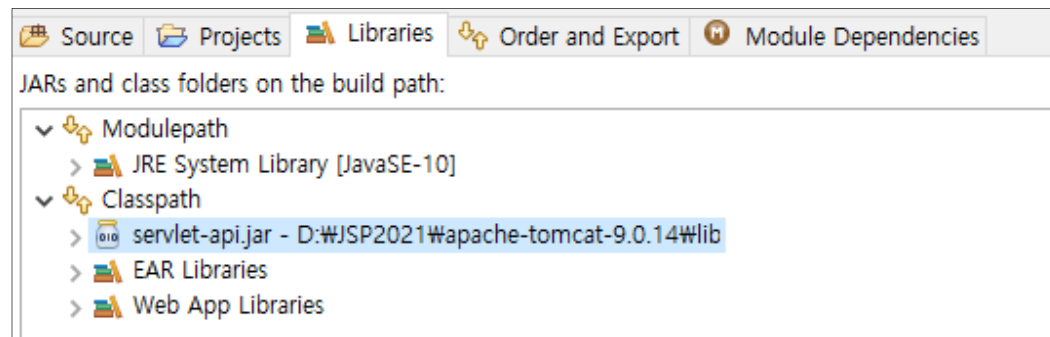 Source Projects Libraries Order and Export Module Dependencies
JARs and class folders on the build path:
Modulepath
JRE System Library [JavaSE-10]
Classpath
servlet-api.jar - D:₩JSP2021₩apache-tomcat-9.0.14₩lib
EAR Libraries
Web App Libraries